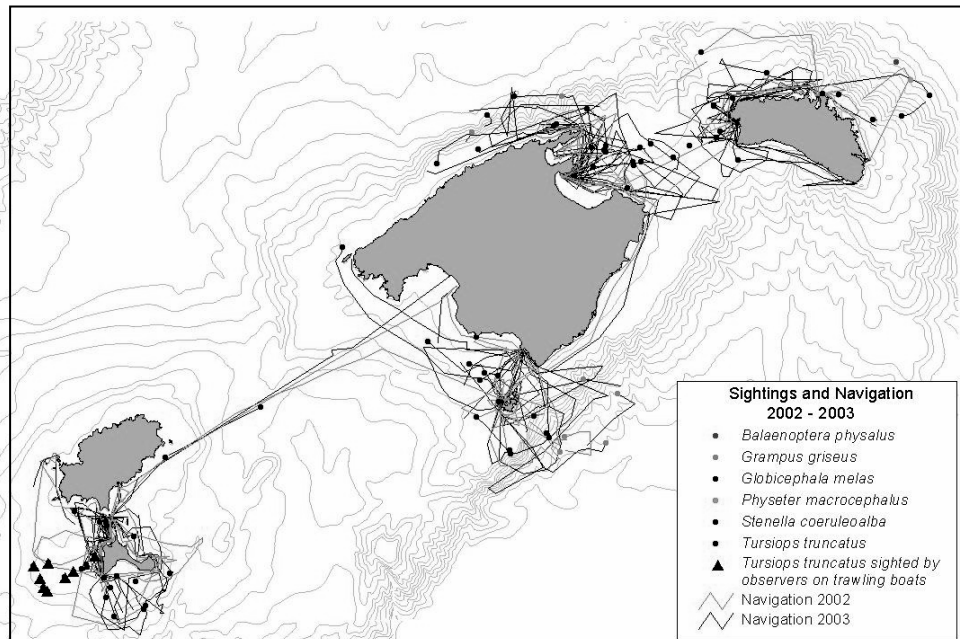 Sightings and Navigation
2002 - 2003
Balaenoptera physalus
Grampus griseus
Globicephala melas
Physeter macrocephalus
Stenella coeruleoalba
Tursiops truncatus
Tursiops truncatus sighted by
observers on trawling boats
Navigation 2002
Navigation 2003